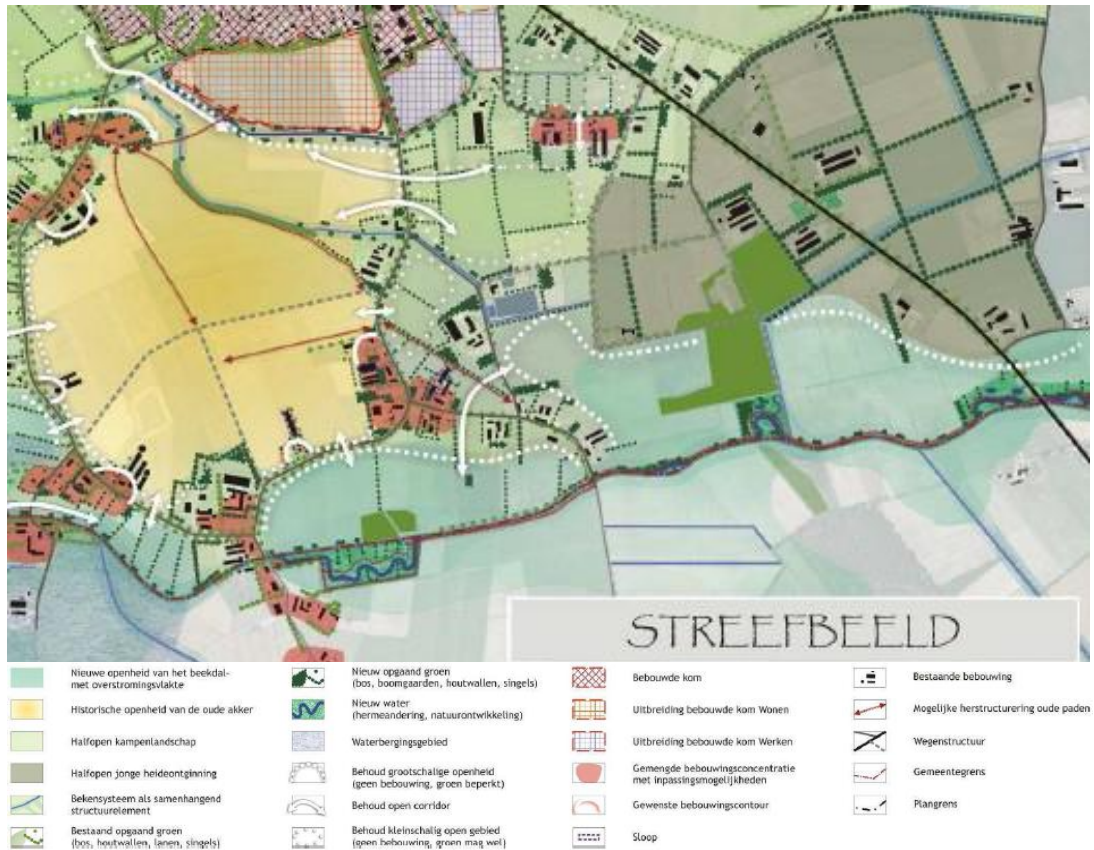 STREEFBEELD
Nieuwe openheid van het beekdal-
met overstromingsvlakte
Historische openheid van de oude akker
Halfopen kampenlandschap
Halfopen jonge heideontginning
Bekensysteem als samenhangend
structuurelement
Bestaand opgaand groen
(bos, houtwallen, lanen, singels)
Nieuw opgaand groen
(bos, boomgaarden, houtwallen, singels)
Nieuw water
(hermeandering, natuurontwikkeling)
Waterbergingsgebied
Behoud grootschalige openheid
(geen bebouwing, groen beperkt)
Behoud open corridor
Behoud kleinschalig open gebied
(geen bebouwing, groen mag wel)
Bebouwde kom
Uitbreiding bebouwde kom Wonen
Uitbreiding bebouwde kom Werken
Gemengde bebouwingsconcentratie
met inpassingsmogelijkheden
Gewenste bebouwingscontour
Sloop
Bestaande bebouwing
Mogelijke herstructurering oude paden
Wegenstructuur
Gemeentegrens
Plangrens